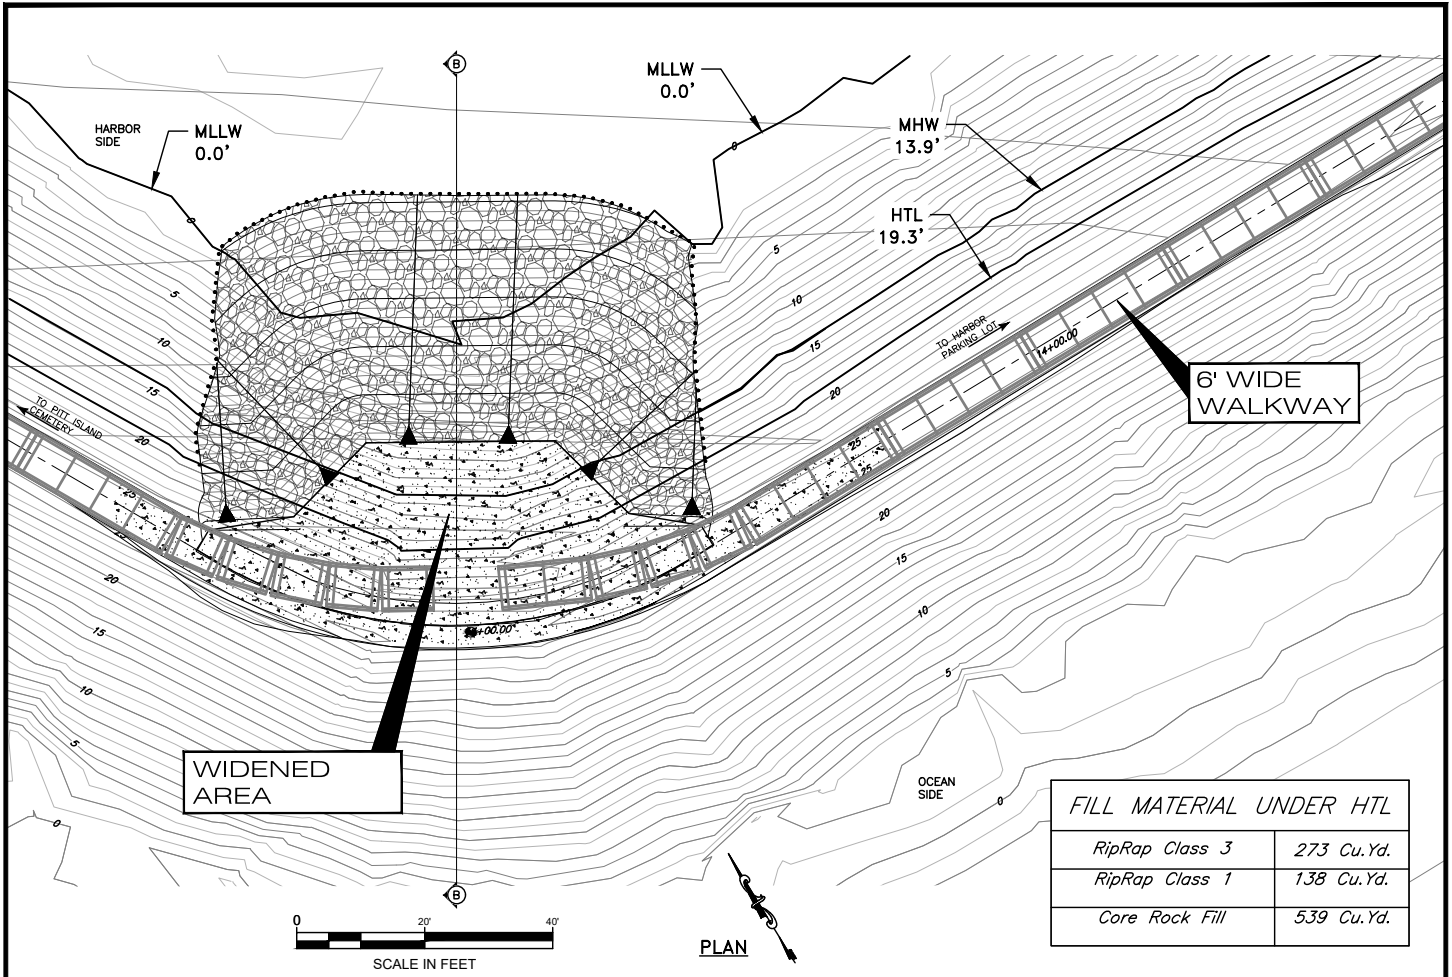 B
MLLW
0.0'
MLLW
0.0'
HARBOR
SIDE
MHW
13.9'
HTL
19.3'
0
0
5
10
15
20
5
10
15
20
TO HARBOR
PARKING LOT
14+00.00
6' WIDE
WALKWAY
TO PITT ISLAND
CEMETERY
25
25
25
20
15
10
5
0
20
15
10
5
0
+00.00
WIDENED
AREA
OCEAN
SIDE
FILL MATERIAL UNDER HTL
RipRap Class 3 273 Cu.Yd.
RipRap Class 1 138 Cu.Yd.
Core Rock Fill 539 Cu.Yd.
B
0 20' 40'
SCALE IN FEET
PLAN